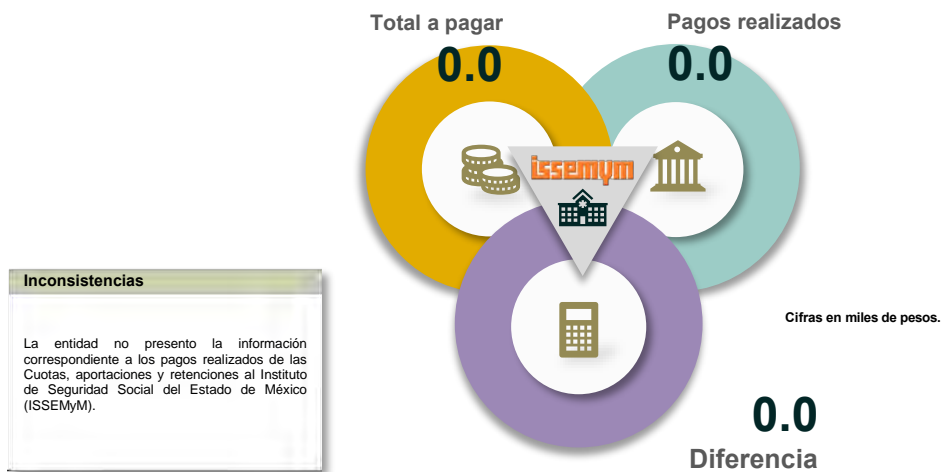 Total a pagar
0.0
Pagos realizados
0.0
issemym
Inconsistencias
La entidad no presento la información
correspondiente a los pagos realizados de las
Cuotas, aportaciones y retenciones al Instituto
de Seguridad Social del Estado de México
(ISSEMyM).
Cifras en miles de pesos.
0.0
Diferencia